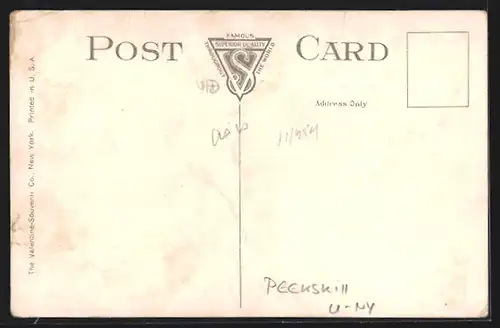 POST CARD
FAMOUS
THROUGHOUT
THE WORLD
SUPERIOR QUALITY
VS
Address Only
The Valentine-Souvenir Co., New York. Printed in U. S. A.
PEEKSKILL
U-NY